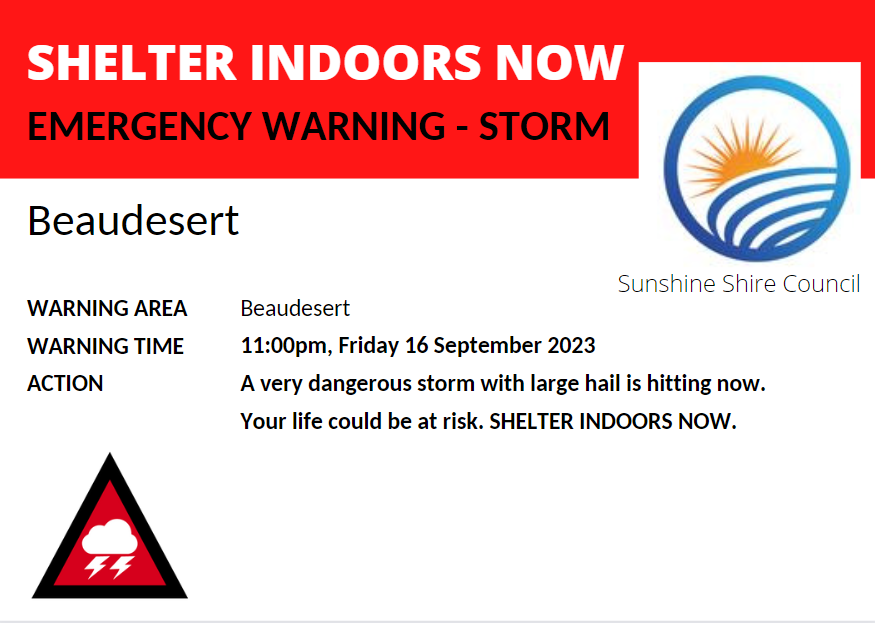 SHELTER INDOORS NOW
EMERGENCY WARNING - STORM
Beaudesert
Sunshine Shire Council
WARNING AREA Beaudesert
WARNING TIME 11:00pm, Friday 16 September 2023
ACTION A very dangerous storm with large hail is hitting now.
Your life could be at risk. SHELTER INDOORS NOW.